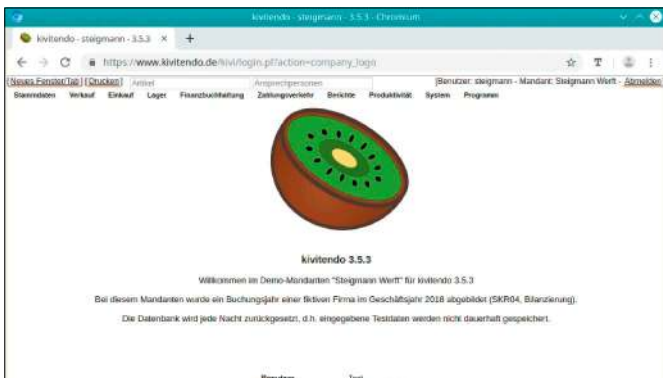 kivitendo - steigmann - 3.5.3 - Chromium
kivitendo - steigmann - 3.5.3 × +
https://www.kivitendo.de/kivi/login.pl?action=company_logo
[Neues Fenster/Tab] [Drucken] Artikel Ansprechpersonen [Benutzer: steigmann - Mandant: Steigmann Werft - Abmelden]
Stammdaten Verkauf Einkauf Lager Finanzbuchhaltung Zahlungsverkehr Berichte Produktivität System Programm
kivitendo 3.5.3
Willkommen im Demo-Mandanten "Steigmann Werft" für kivitendo 3.5.3
Bei diesem Mandanten wurde ein Buchungsjahr einer fiktiven Firma im Geschäftsjahr 2018 abgebildet (SKR04, Bilanzierung).
Die Datenbank wird jede Nacht zurückgesetzt, d.h. eingegebene Testdaten werden nicht dauerhaft gespeichert.